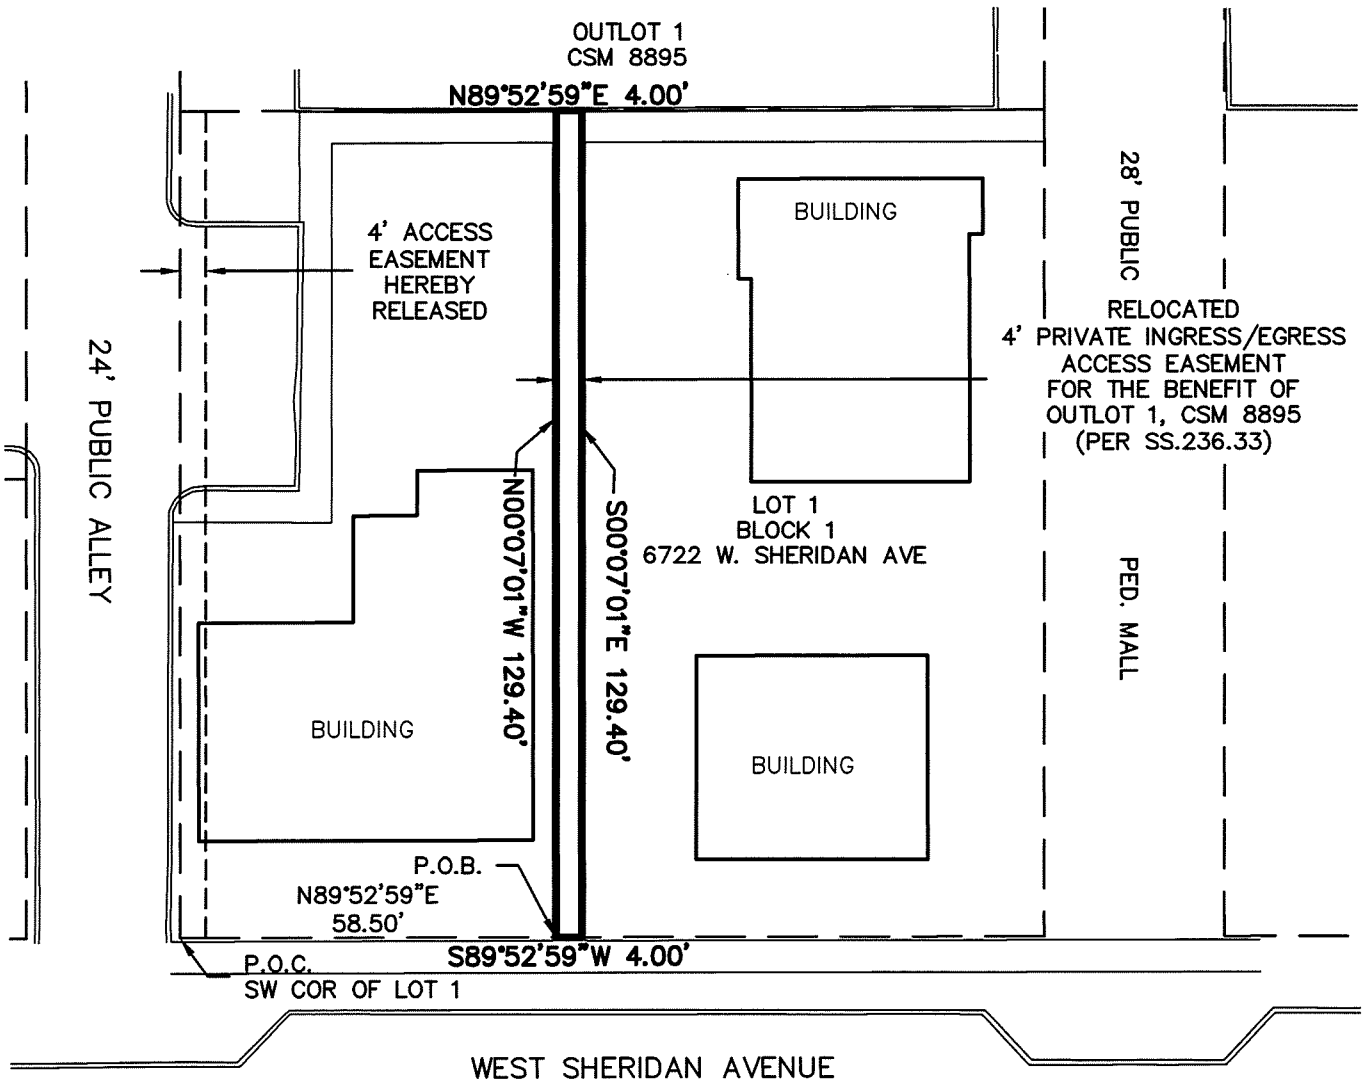 OUTLOT 1
CSM 8895
N89°52'59"E 4.00'
BUILDING
28' PUBLIC
4' ACCESS
EASEMENT
HEREBY
RELEASED
RELOCATED
4' PRIVATE INGRESS/EGRESS
ACCESS EASEMENT
FOR THE BENEFIT OF
OUTLOT 1, CSM 8895
(PER SS.236.33)
24' PUBLIC ALLEY
N00°07'01"W 129.40'
S00°07'01"E 129.40'
LOT 1
BLOCK 1
6722 W. SHERIDAN AVE
PED. MALL
BUILDING
BUILDING
P.O.B.
N89°52'59"E
58.50'
S89°52'59"W 4.00'
P.O.C.
SW COR OF LOT 1
WEST SHERIDAN AVENUE